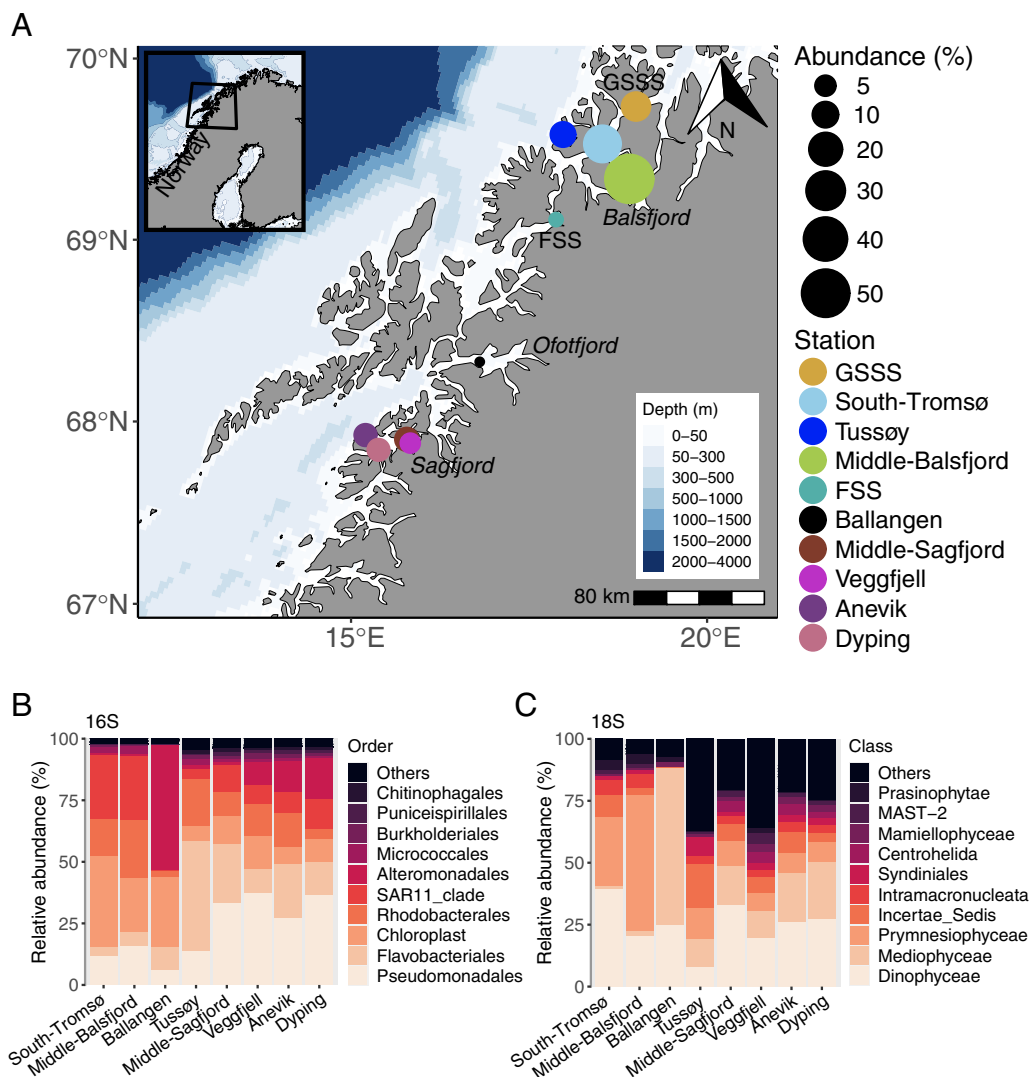 A
70°N
69°N
68°N
67°N
15°E
20°E
Norway
GSSS
N
Balsfjord
FSS
Ofotfjord
Sagfjord
Depth (m)
0–50
50–300
300–500
500–1000
1000–1500
1500–2000
2000–4000
80 km
Abundance (%)
5
10
20
30
40
50
Station
GSSS
South-Tromsø
Tussøy
Middle-Balsfjord
FSS
Ballangen
Middle-Sagfjord
Veggfjell
Anevik
Dyping
B
16S
Relative abundance (%)
100
75
50
25
0
South-Tromsø
Middle-Balsfjord
Ballangen
Tussøy
Middle-Sagfjord
Veggfjell
Anevik
Dyping
Order
Others
Chitinophagales
Puniceispirillales
Burkholderiales
Micrococcales
Alteromonadales
SAR11_clade
Rhodobacterales
Chloroplast
Flavobacteriales
Pseudomonadales
C
18S
Relative abundance (%)
100
75
50
25
0
South-Tromsø
Middle-Balsfjord
Ballangen
Tussøy
Middle-Sagfjord
Veggfjell
Anevik
Dyping
Class
Others
Prasinophytae
MAST−2
Mamiellophyceae
Centrohelida
Syndiniales
Intramacronucleata
Incertae_Sedis
Prymnesiophyceae
Mediophyceae
Dinophyceae